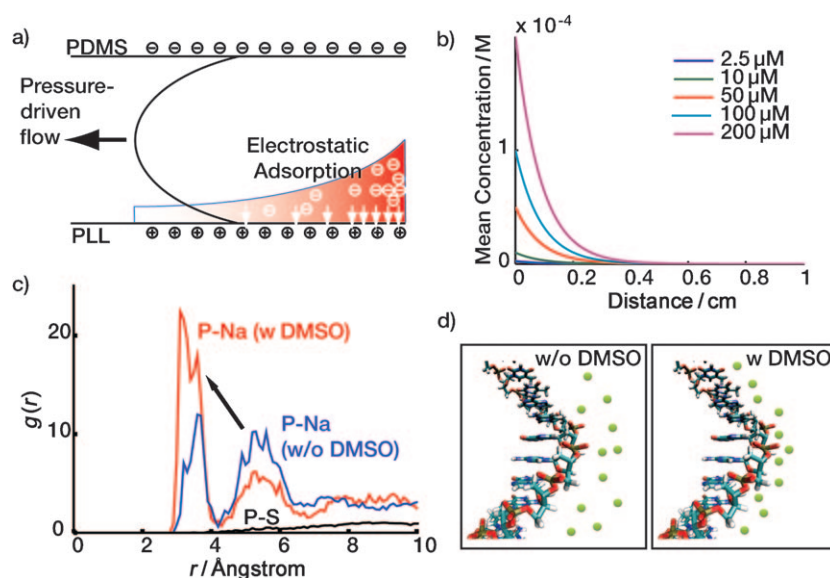 a)
PDMS ⊖ ⊖ ⊖ ⊖ ⊖ ⊖ ⊖ ⊖ ⊖ ⊖ ⊖ ⊖
Pressure-
driven
flow
Electrostatic
Adsorption
PLL ⊕ ⊕ ⊕ ⊕ ⊕ ⊕ ⊕ ⊕ ⊕ ⊕ ⊕ ⊕
b)
x 10⁻⁴
2.5 µM
10 µM
50 µM
100 µM
200 µM
1
0
Mean Concentration / M
0 0.2 0.4 0.6 0.8 1
Distance / cm
c)
20
10
0
g(r)
P-Na (w DMSO)
P-Na
(w/o DMSO)
P-S
0 2 4 6 8 10
r / Ångstrom
d)
w/o DMSO
w DMSO